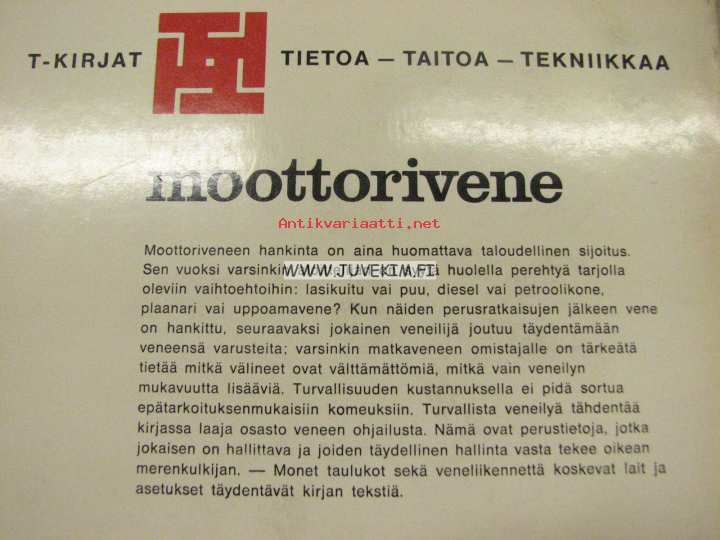 T-KIRJAT TIETOA — TAITOA — TEKNIIKKAA
moottorivene
Antikvariaatti.net
Moottoriveneen hankinta on aina huomattava taloudellinen sijoitus.
Sen vuoksi varsinkin WWW.JUVEKIM.FI huolella perehtyä tarjolla
oleviin vaihtoehtoihin: lasikuitu vai puu, diesel vai petroolikone,
plaanari vai uppoamavene? Kun näiden perusratkaisujen jälkeen vene
on hankittu, seuraavaksi jokainen veneilijä joutuu täydentämään
veneensä varusteita; varsinkin matkaveneen omistajalle on tärkeätä
tietää mitkä välineet ovat välttämättömiä, mitkä vain veneilyn
mukavuutta lisääviä. Turvallisuuden kustannuksella ei pidä sortua
epätarkoituksenmukaisiin komeuksiin. Turvallista veneilyä tähdentää
kirjassa laaja osasto veneen ohjailusta. Nämä ovat perustietoja, jotka
jokaisen on hallittava ja joiden täydellinen hallinta vasta tekee oikean
merenkulkijan. — Monet taulukot sekä veneliikennettä koskevat lait ja
asetukset täydentävät kirjan tekstiä.